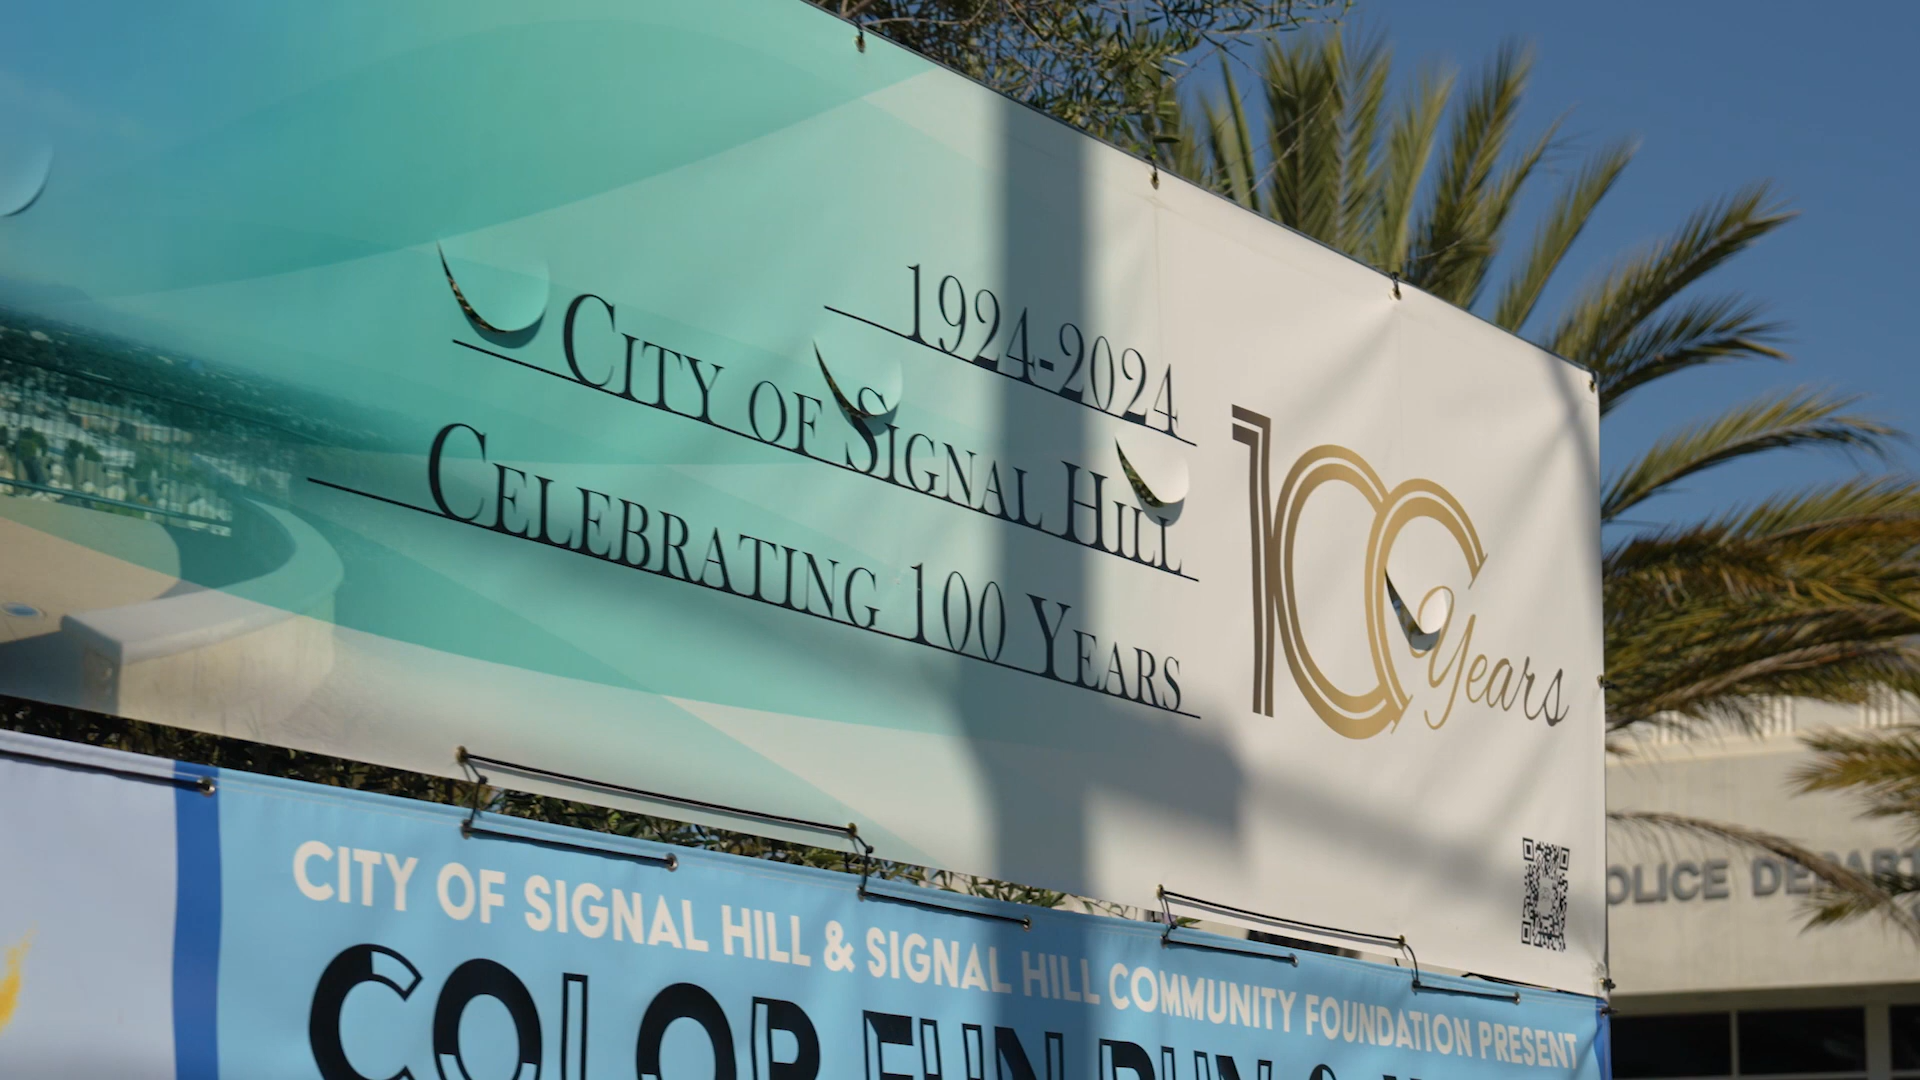 1924-2024
CITY OF SIGNAL HILL
CELEBRATING 100 YEARS
100
Years
CITY OF SIGNAL HILL & SIGNAL HILL COMMUNITY FOUNDATION PRESENT
COLOR FUN RUN &
OLICE DEPART